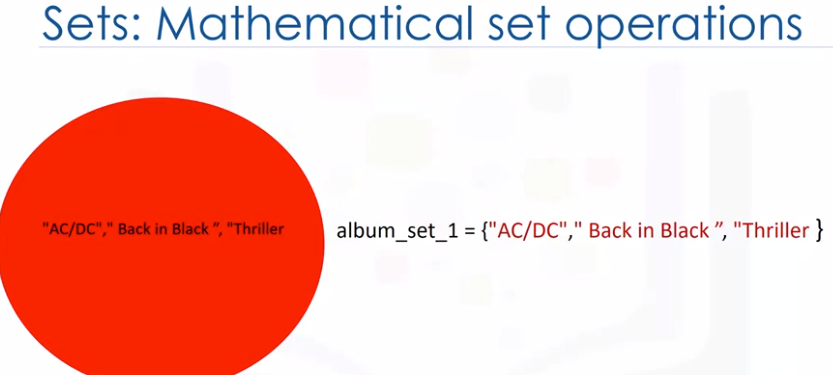 Sets: Mathematical set operations
"AC/DC"," Back in Black ”, "Thriller
album_set_1 = {"AC/DC"," Back in Black ”, "Thriller }